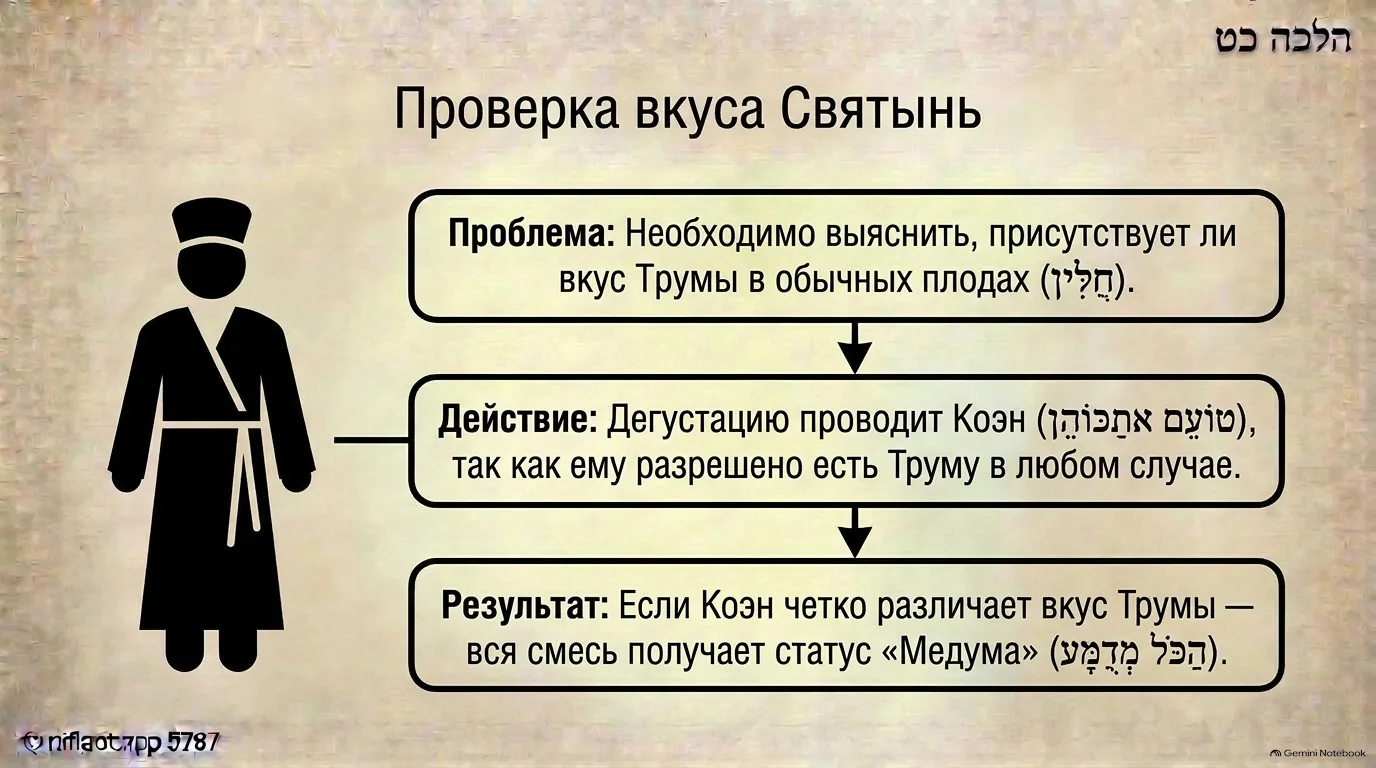 הלכה כט
Проверка вкуса Святынь
Проблема: Необходимо выяснить, присутствует ли
вкус Трумы в обычных плодах (חֻלִּין).
Действие: Дегустацию проводит Коэн (טוֹעֵם אתַכּוֹהֵן),
так как ему разрешено есть Труму в любом случае.
Результат: Если Коэн четко различает вкус Трумы —
вся смесь получает статус «Медума» (הַכֹּל מְדֻמָּע).
5787
Gemini Notebook